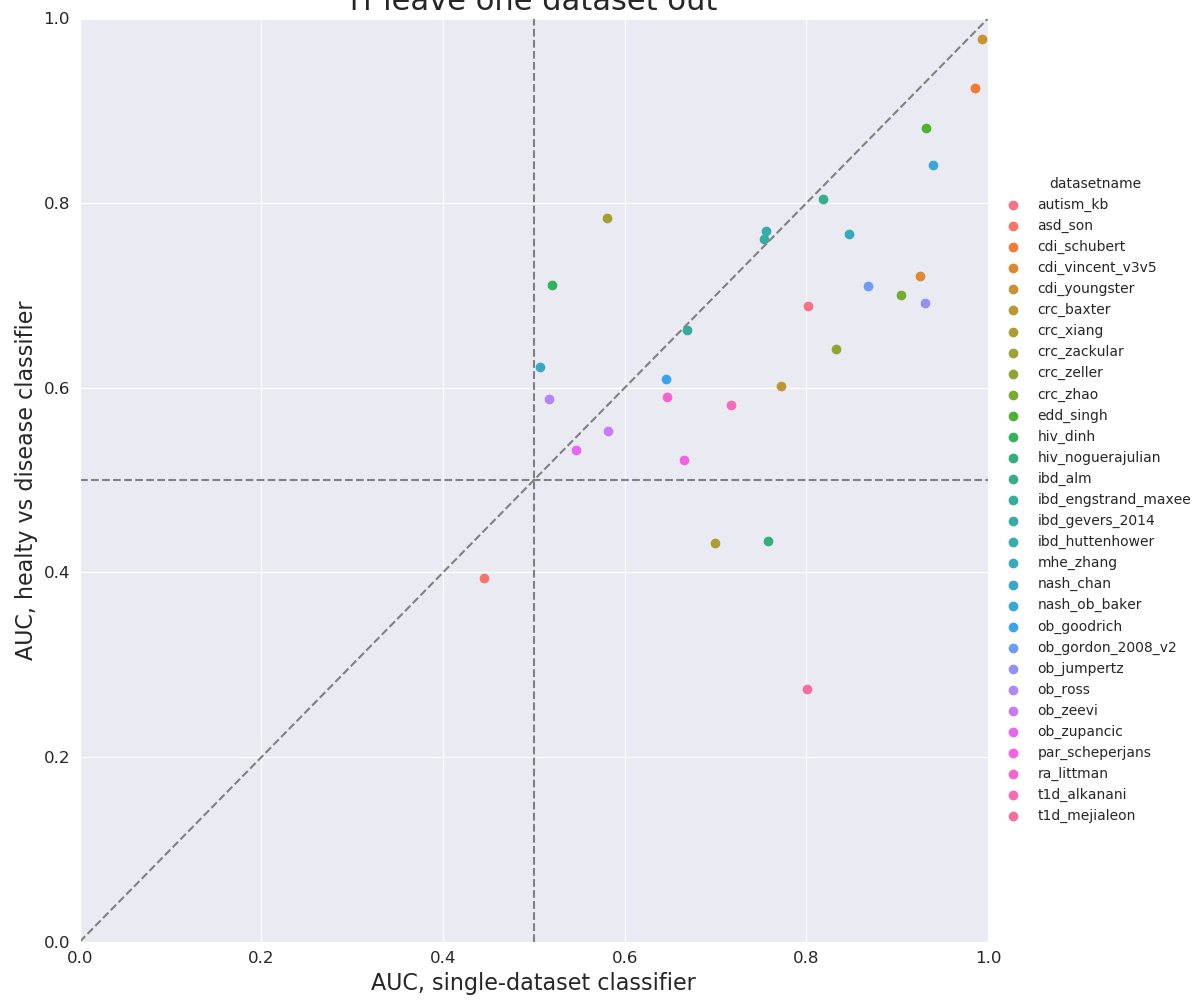 leave one dataset out
1.0
0.8
0.6
0.4
0.2
0.0
0.0 0.2 0.4 0.6 0.8 1.0
AUC, healty vs disease classifier
AUC, single-dataset classifier
datasetname
autism_kb
asd_son
cdi_schubert
cdi_vincent_v3v5
cdi_youngster
crc_baxter
crc_xiang
crc_zackular
crc_zeller
crc_zhao
edd_singh
hiv_dinh
hiv_noguerajulian
ibd_alm
ibd_engstrand_maxee
ibd_gevers_2014
ibd_huttenhower
mhe_zhang
nash_chan
nash_ob_baker
ob_goodrich
ob_gordon_2008_v2
ob_jumpertz
ob_ross
ob_zeevi
ob_zupancic
par_scheperjans
ra_littman
t1d_alkanani
t1d_mejialeon